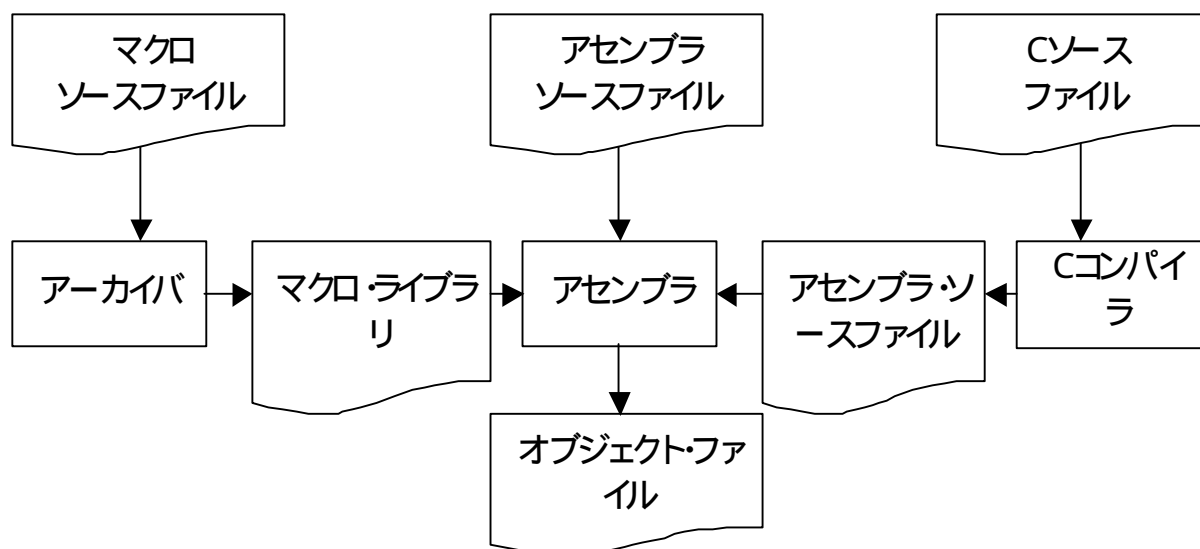 マクロ
ソースファイル
アセンブラ
ソースファイル
Cソース
ファイル
アーカイバ
マクロ・ライブラ
リ
アセンブラ
アセンブラ・ソ
ースファイル
Cコンパイ
ラ
オブジェクト・ファ
イル